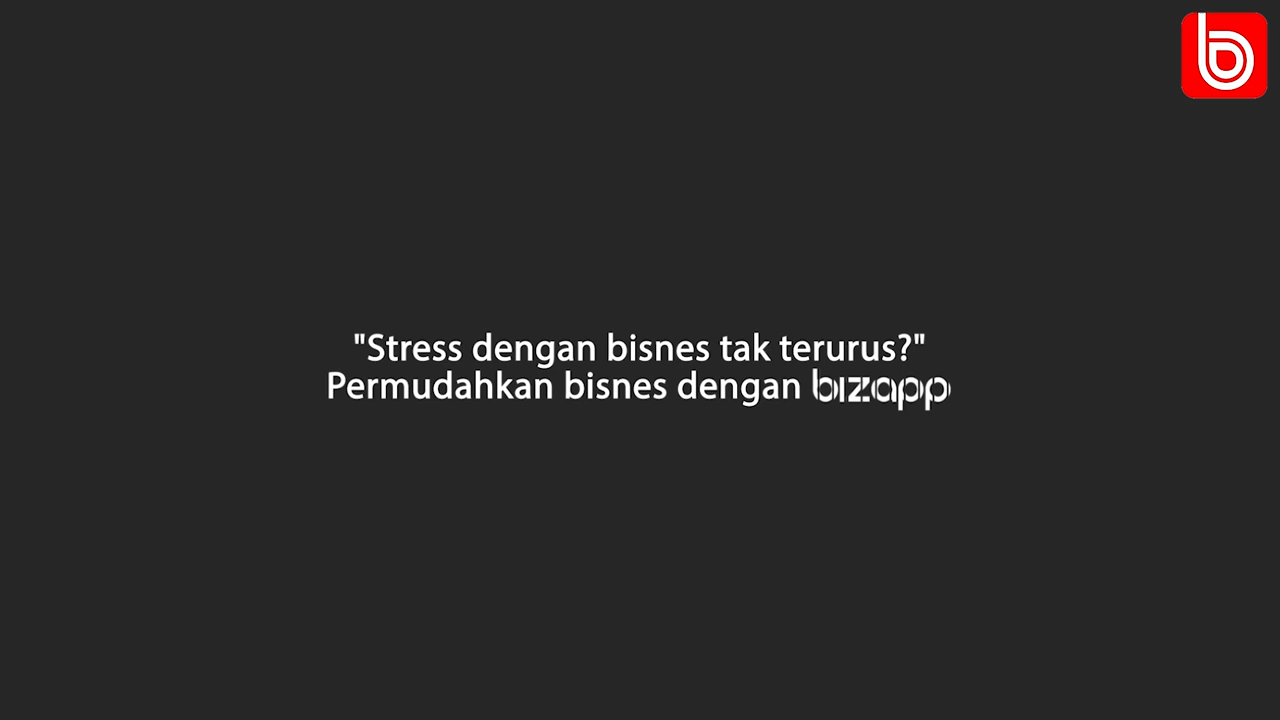 "Stress dengan bisnes tak terurus?"
Permudahkan bisnes dengan bizapp